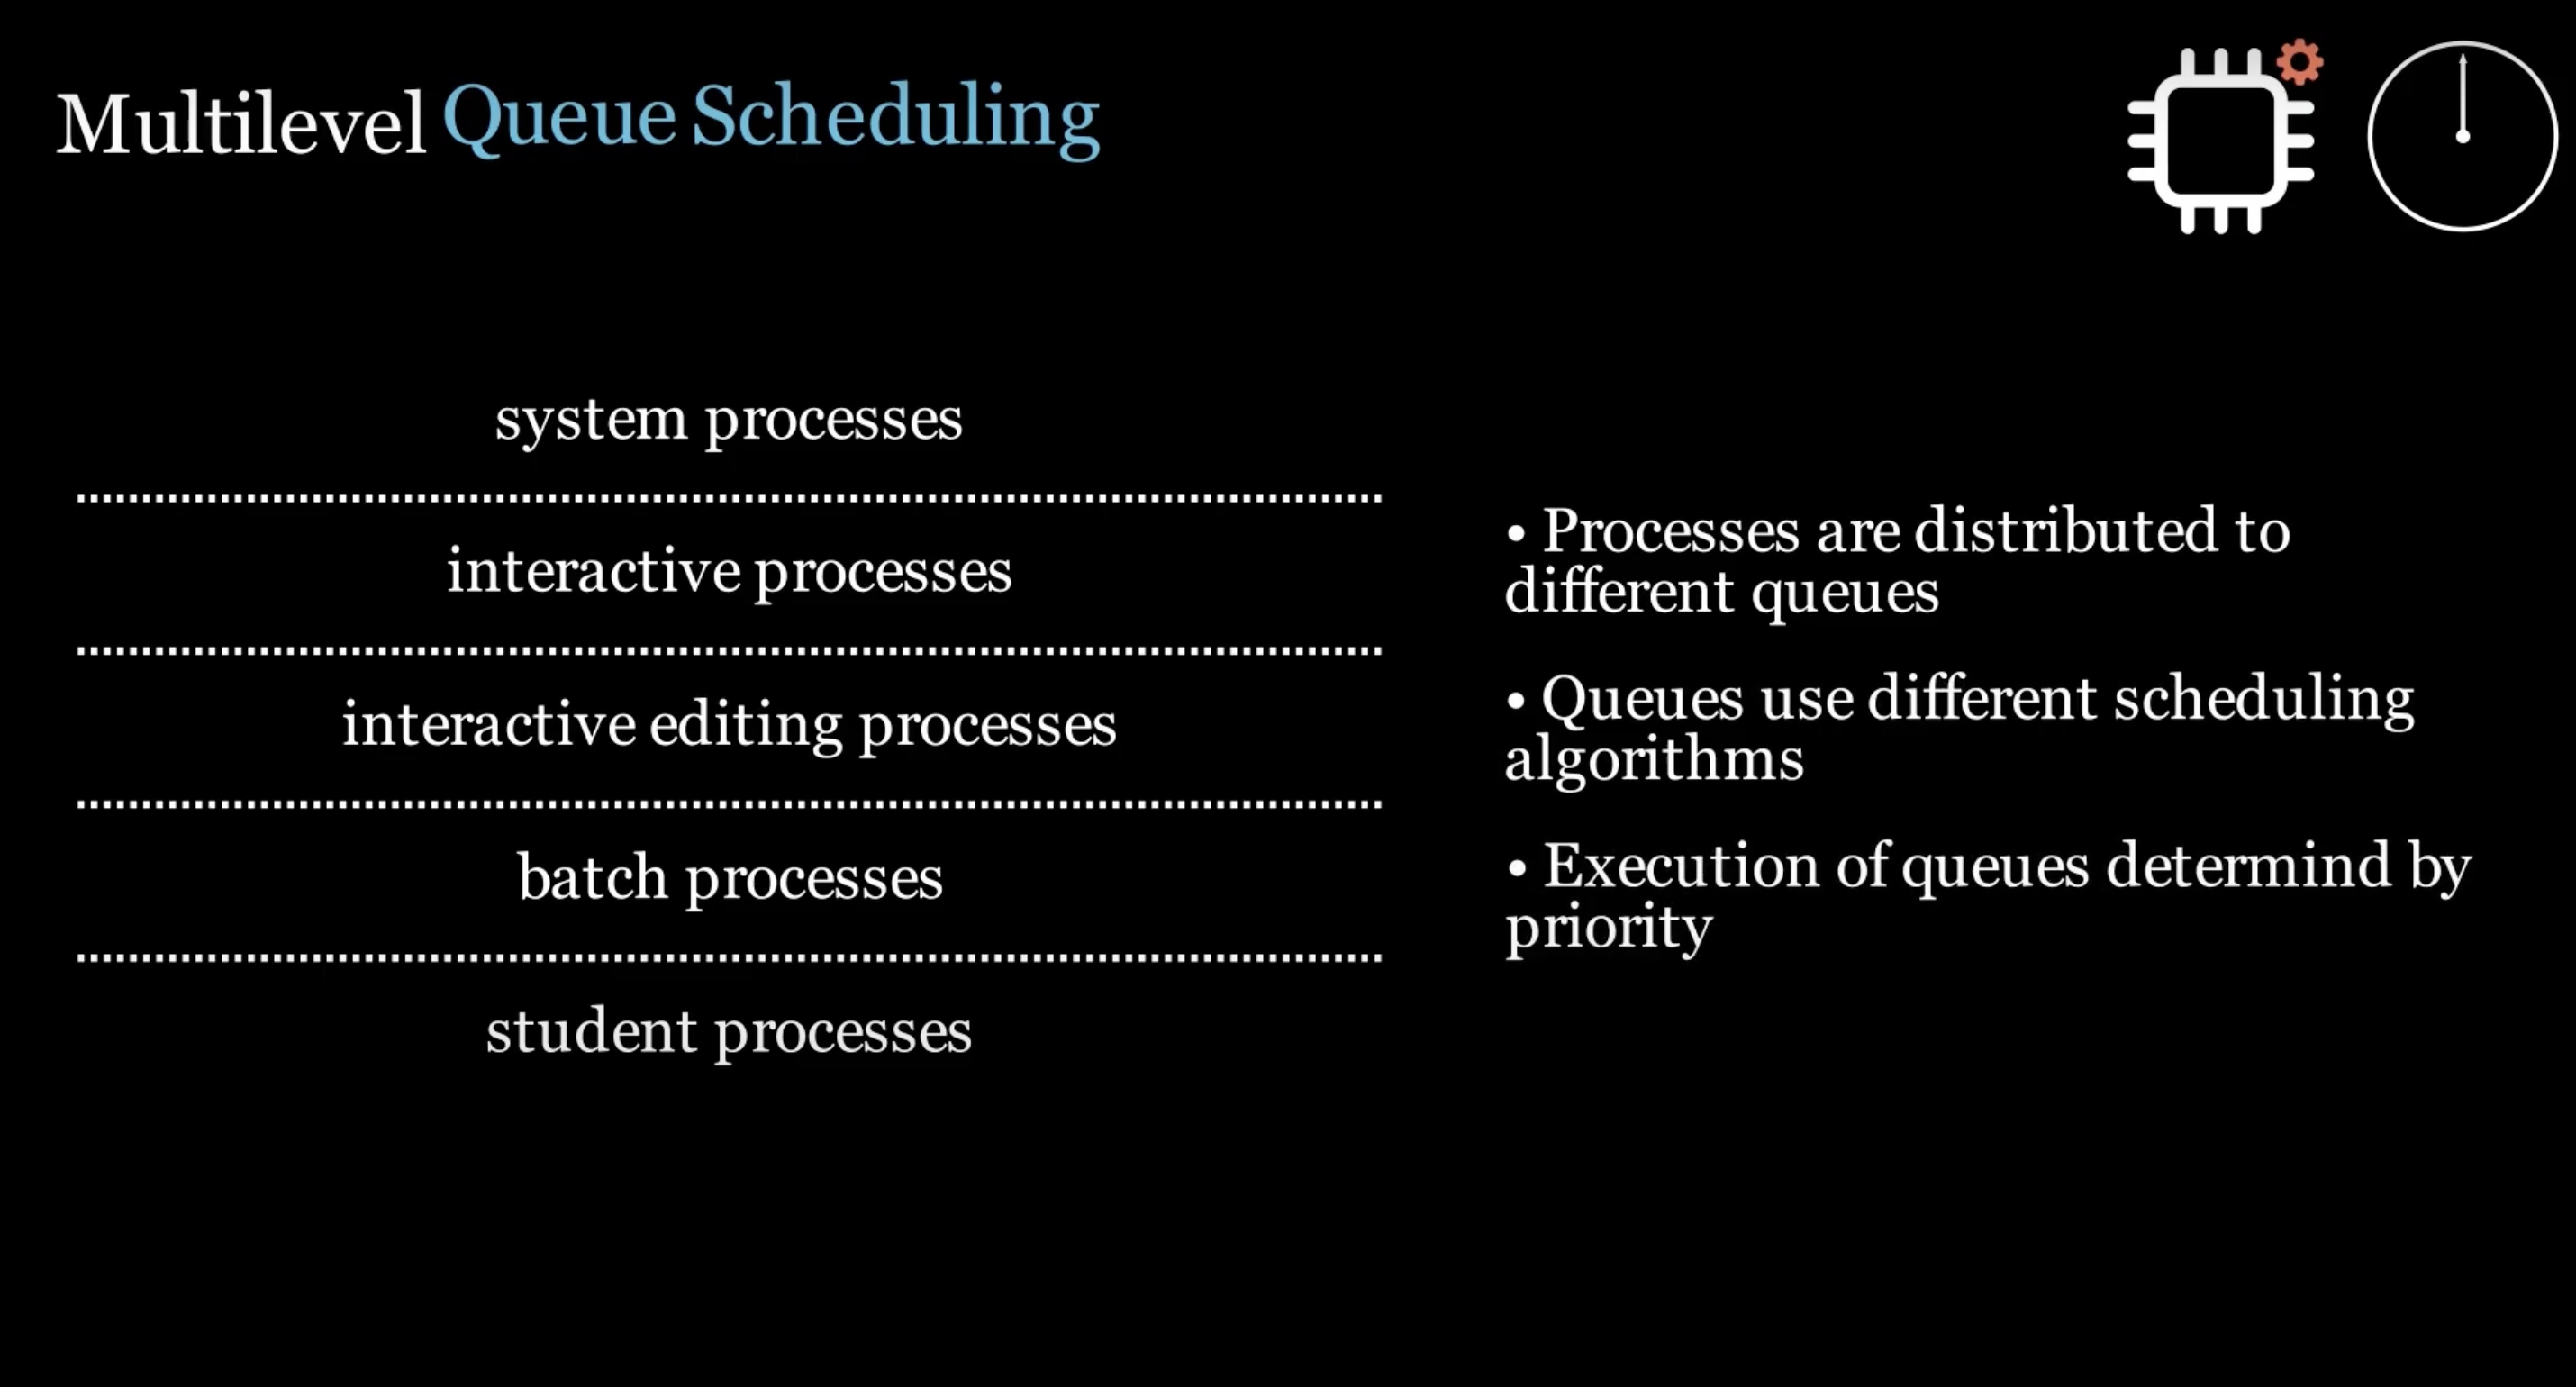 Multilevel Queue Scheduling
system processes
interactive processes
interactive editing processes
batch processes
student processes
• Processes are distributed to
different queues
• Queues use different scheduling
algorithms
• Execution of queues determind by
priority